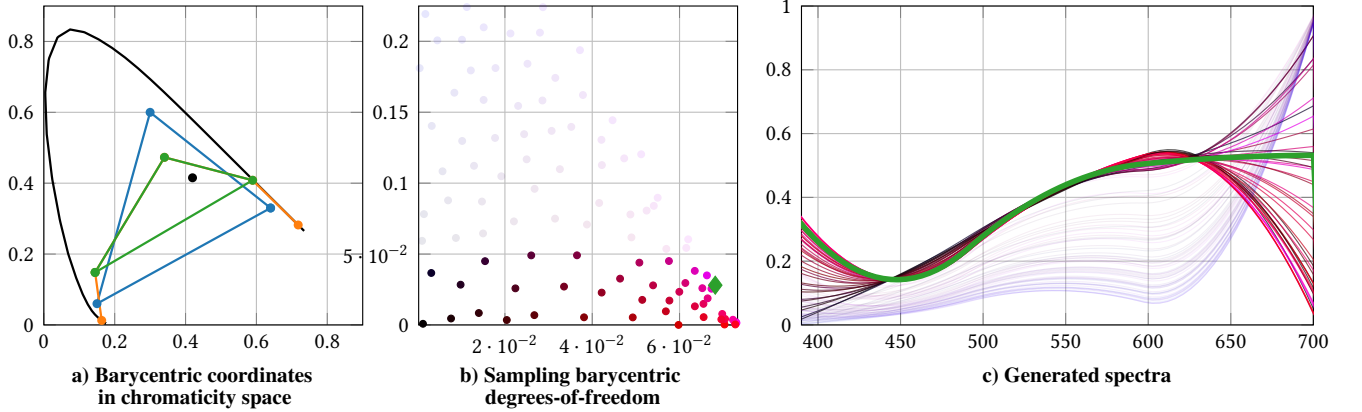 0.8
0.6
0.4
0.2
0
0 0.2 0.4 0.6 0.8
a) Barycentric coordinates
in chromaticity space
0.2
0.15
0.1
5 · 10⁻²
0
2 · 10⁻² 4 · 10⁻² 6 · 10⁻²
b) Sampling barycentric
degrees-of-freedom
1
0.8
0.6
0.4
0.2
0
400 450 500 550 600 650 700
c) Generated spectra